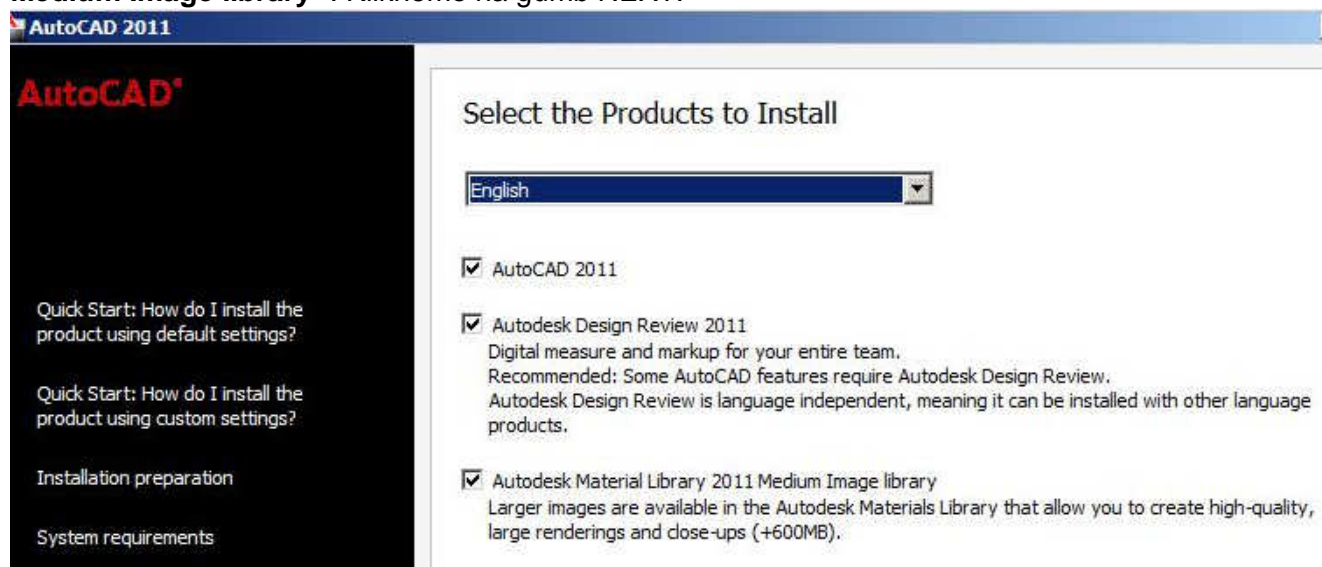 AutoCAD 2011
AutoCAD
Select the Products to Install
English
AutoCAD 2011
Quick Start: How do I install the
product using default settings?
Autodesk Design Review 2011
Digital measure and markup for your entire team.
Recommended: Some AutoCAD features require Autodesk Design Review.
Autodesk Design Review is language independent, meaning it can be installed with other language
products.
Quick Start: How do I install the
product using custom settings?
Installation preparation
Autodesk Material Library 2011 Medium Image library
Larger images are available in the Autodesk Materials Library that allow you to create high-quality,
large renderings and close-ups (+600MB).
System requirements